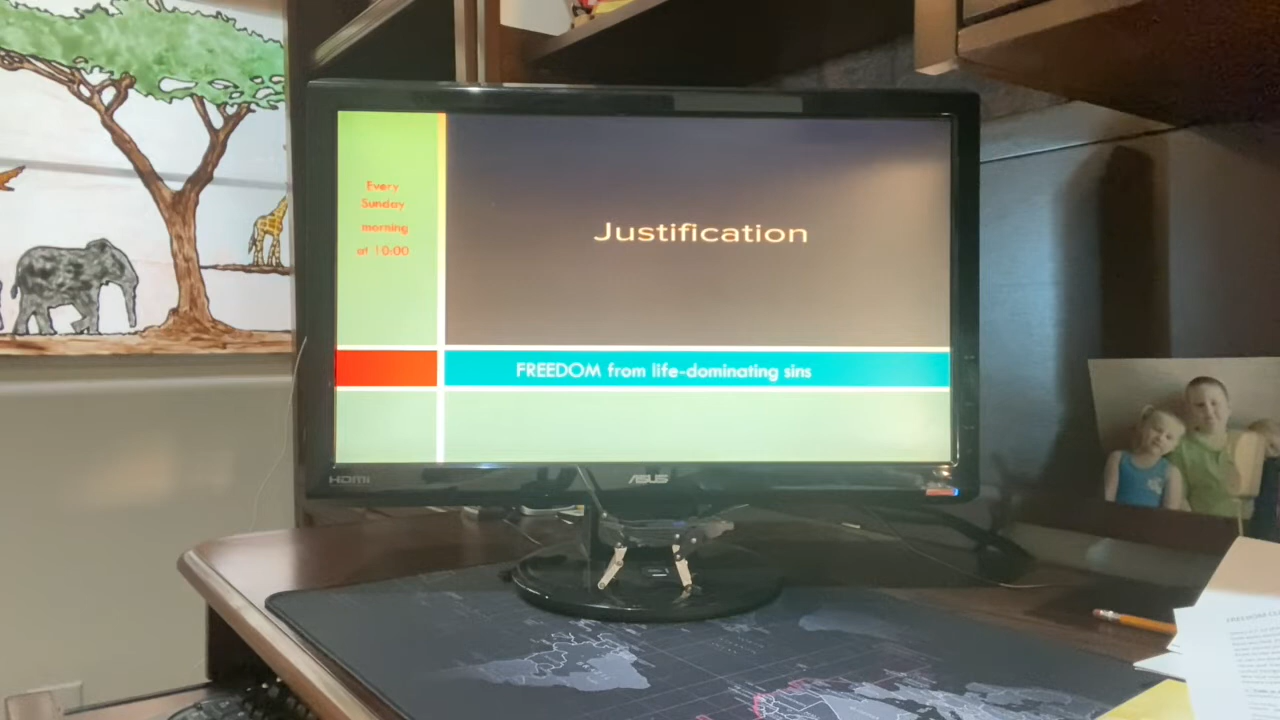 Every
Sunday
morning
at 10:00
Justification
FREEDOM from life-dominating sins
HDMI
ASUS